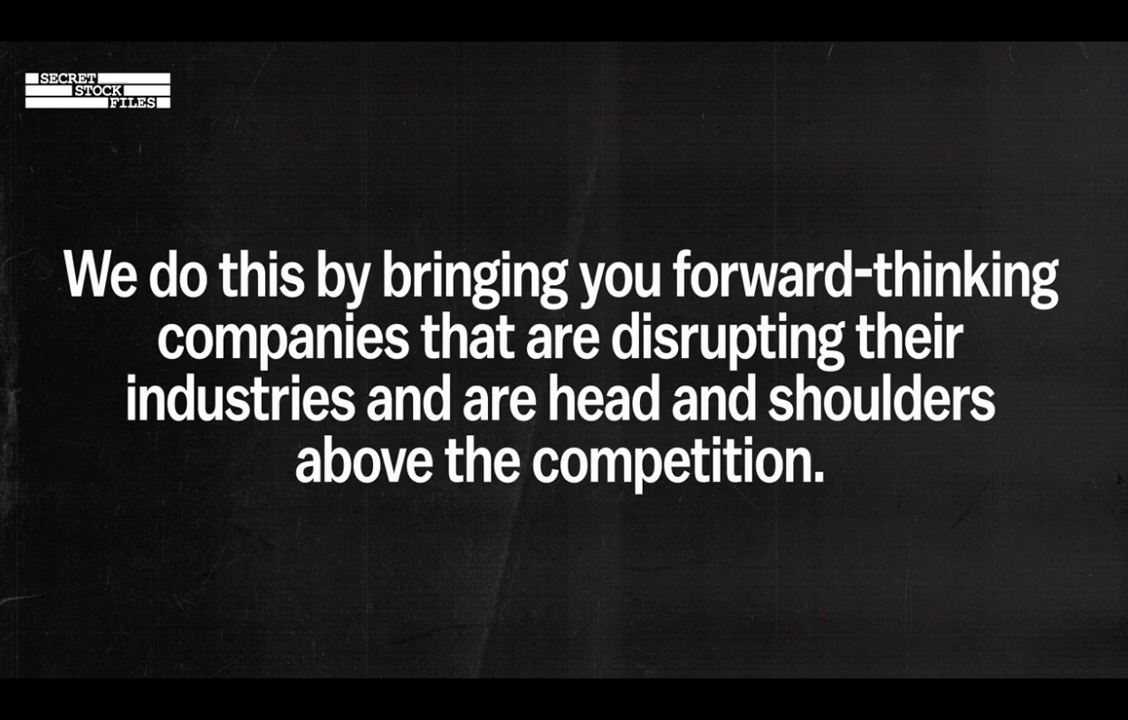 SECRET
STOCK
FILES
We do this by bringing you forward-thinking
companies that are disrupting their
industries and are head and shoulders
above the competition.